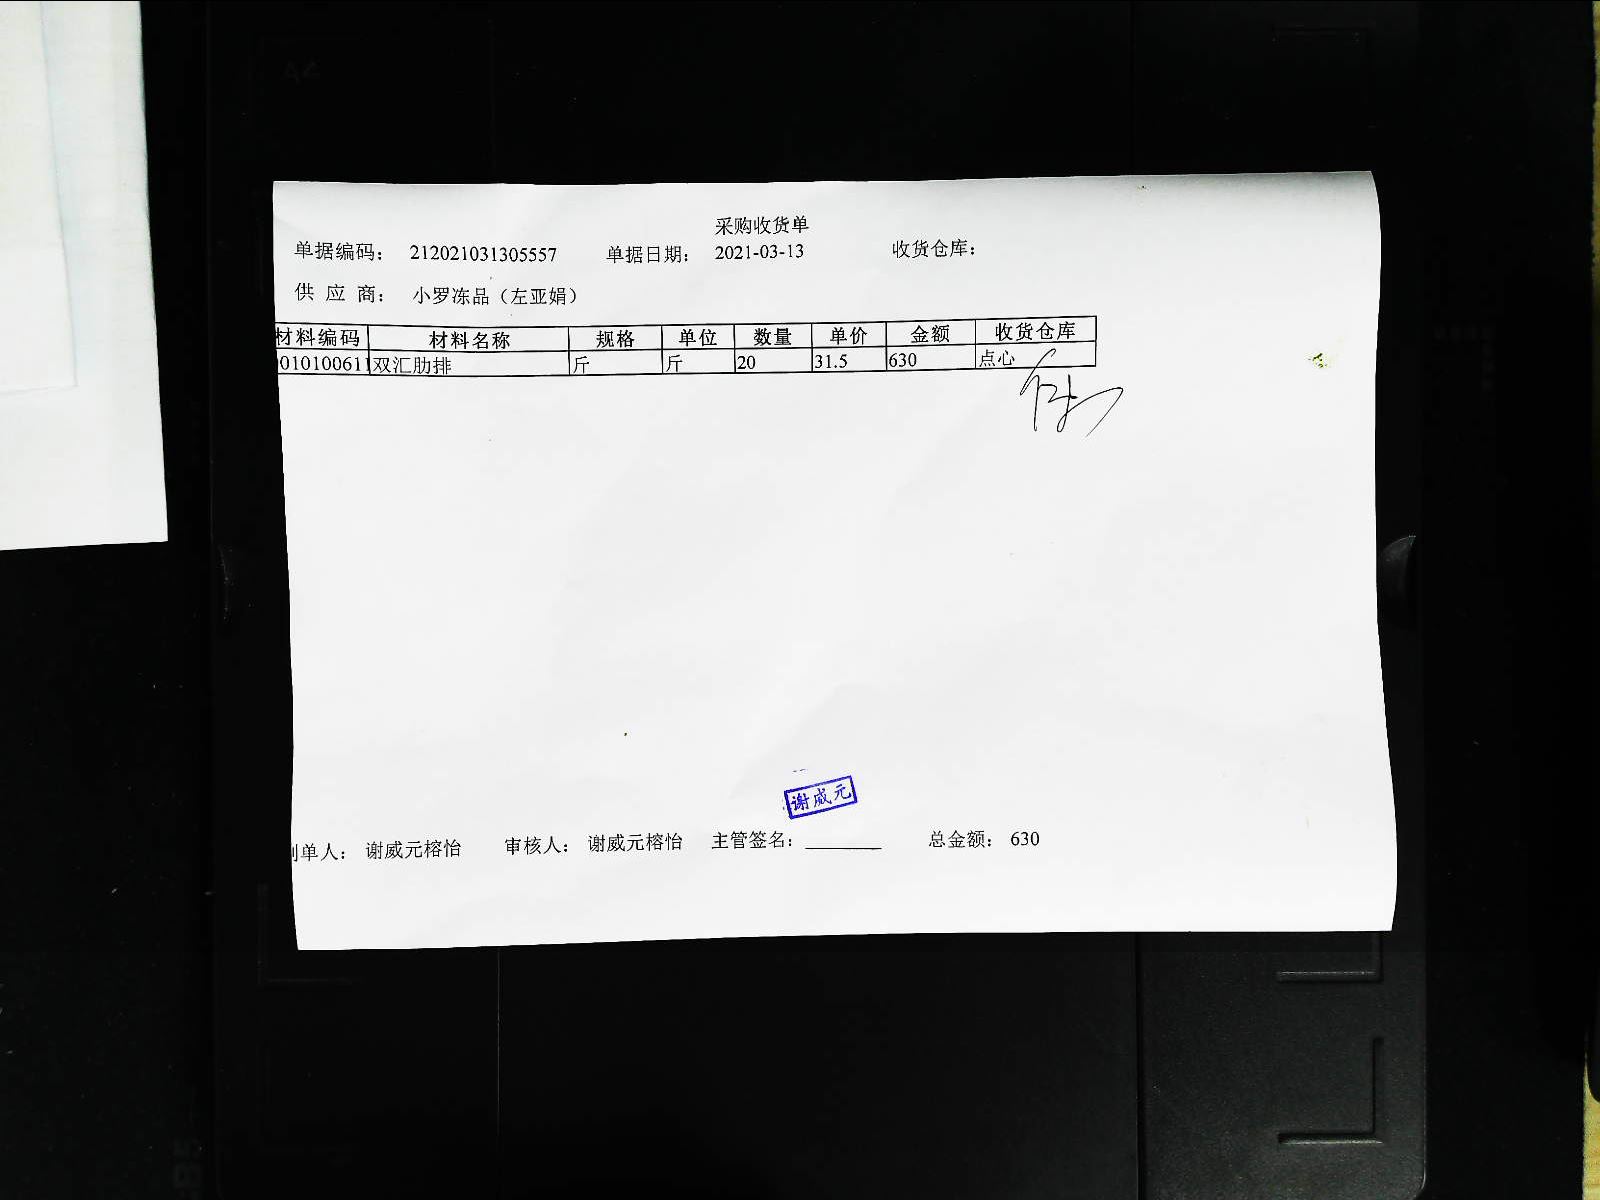 采购收货单
单据编码： 212021031305557 单据日期： 2021-03-13 收货仓库：
供 应 商： 小罗冻品（左亚娟）
材料编码 材料名称 规格 单位 数量 单价 金额 收货仓库
010100611 双汇肋排 斤 斤 20 31.5 630 点心
谢威元
单人： 谢威元榕怡 审核人： 谢威元榕怡 主管签名： ________ 总金额： 630